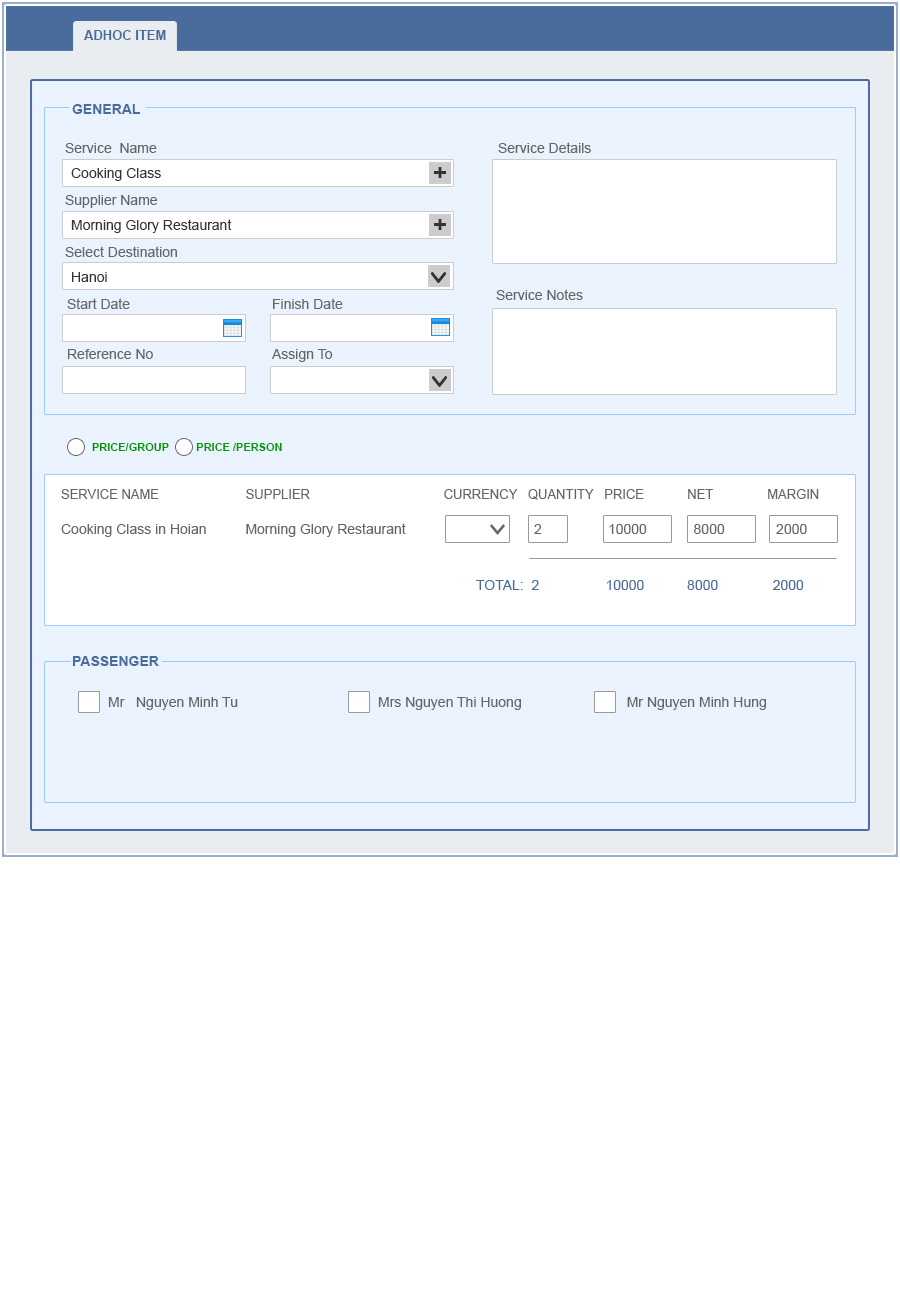 ADHOC ITEM
GENERAL
Service  Name
Cooking Class
Supplier Name
Morning Glory Restaurant
Select Destination
Hanoi
Start Date Finish Date
Reference No Assign To
Service Details
Service Notes
PRICE/GROUP PRICE /PERSON
SERVICE NAME SUPPLIER CURRENCY QUANTITY PRICE NET MARGIN
Cooking Class in Hoian Morning Glory Restaurant 2 10000 8000 2000
TOTAL: 2 10000 8000 2000
PASSENGER
Mr   Nguyen Minh Tu Mrs Nguyen Thi Huong Mr Nguyen Minh Hung